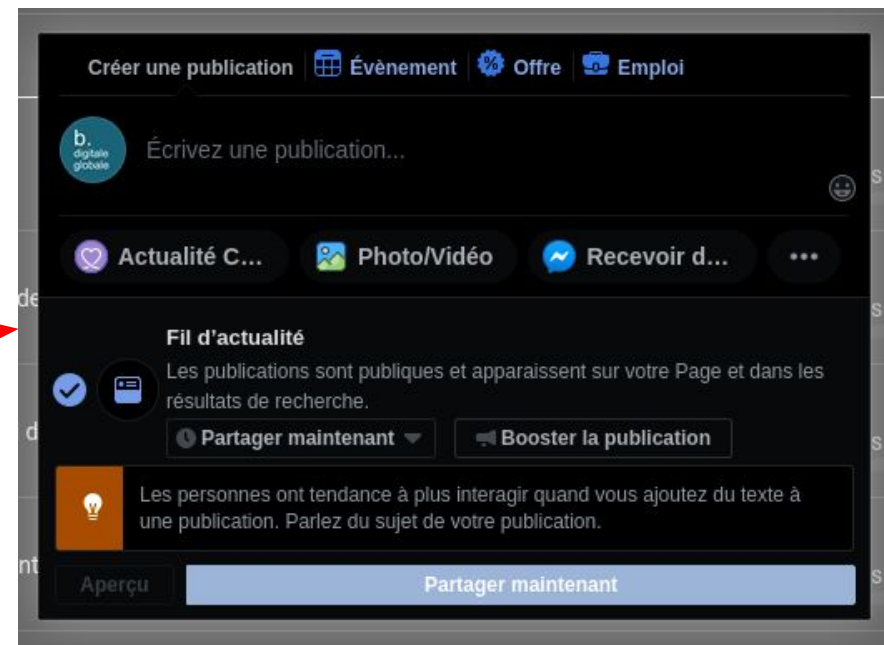 Créer une publication Évènement % Offre Emploi
b.
digitale
globale
Écrivez une publication...
Actualité C... Photo/Vidéo Recevoir d... •••
Fil d’actualité
Les publications sont publiques et apparaissent sur votre Page et dans les
résultats de recherche.
Partager maintenant Booster la publication
Les personnes ont tendance à plus interagir quand vous ajoutez du texte à
une publication. Parlez du sujet de votre publication.
Aperçu Partager maintenant